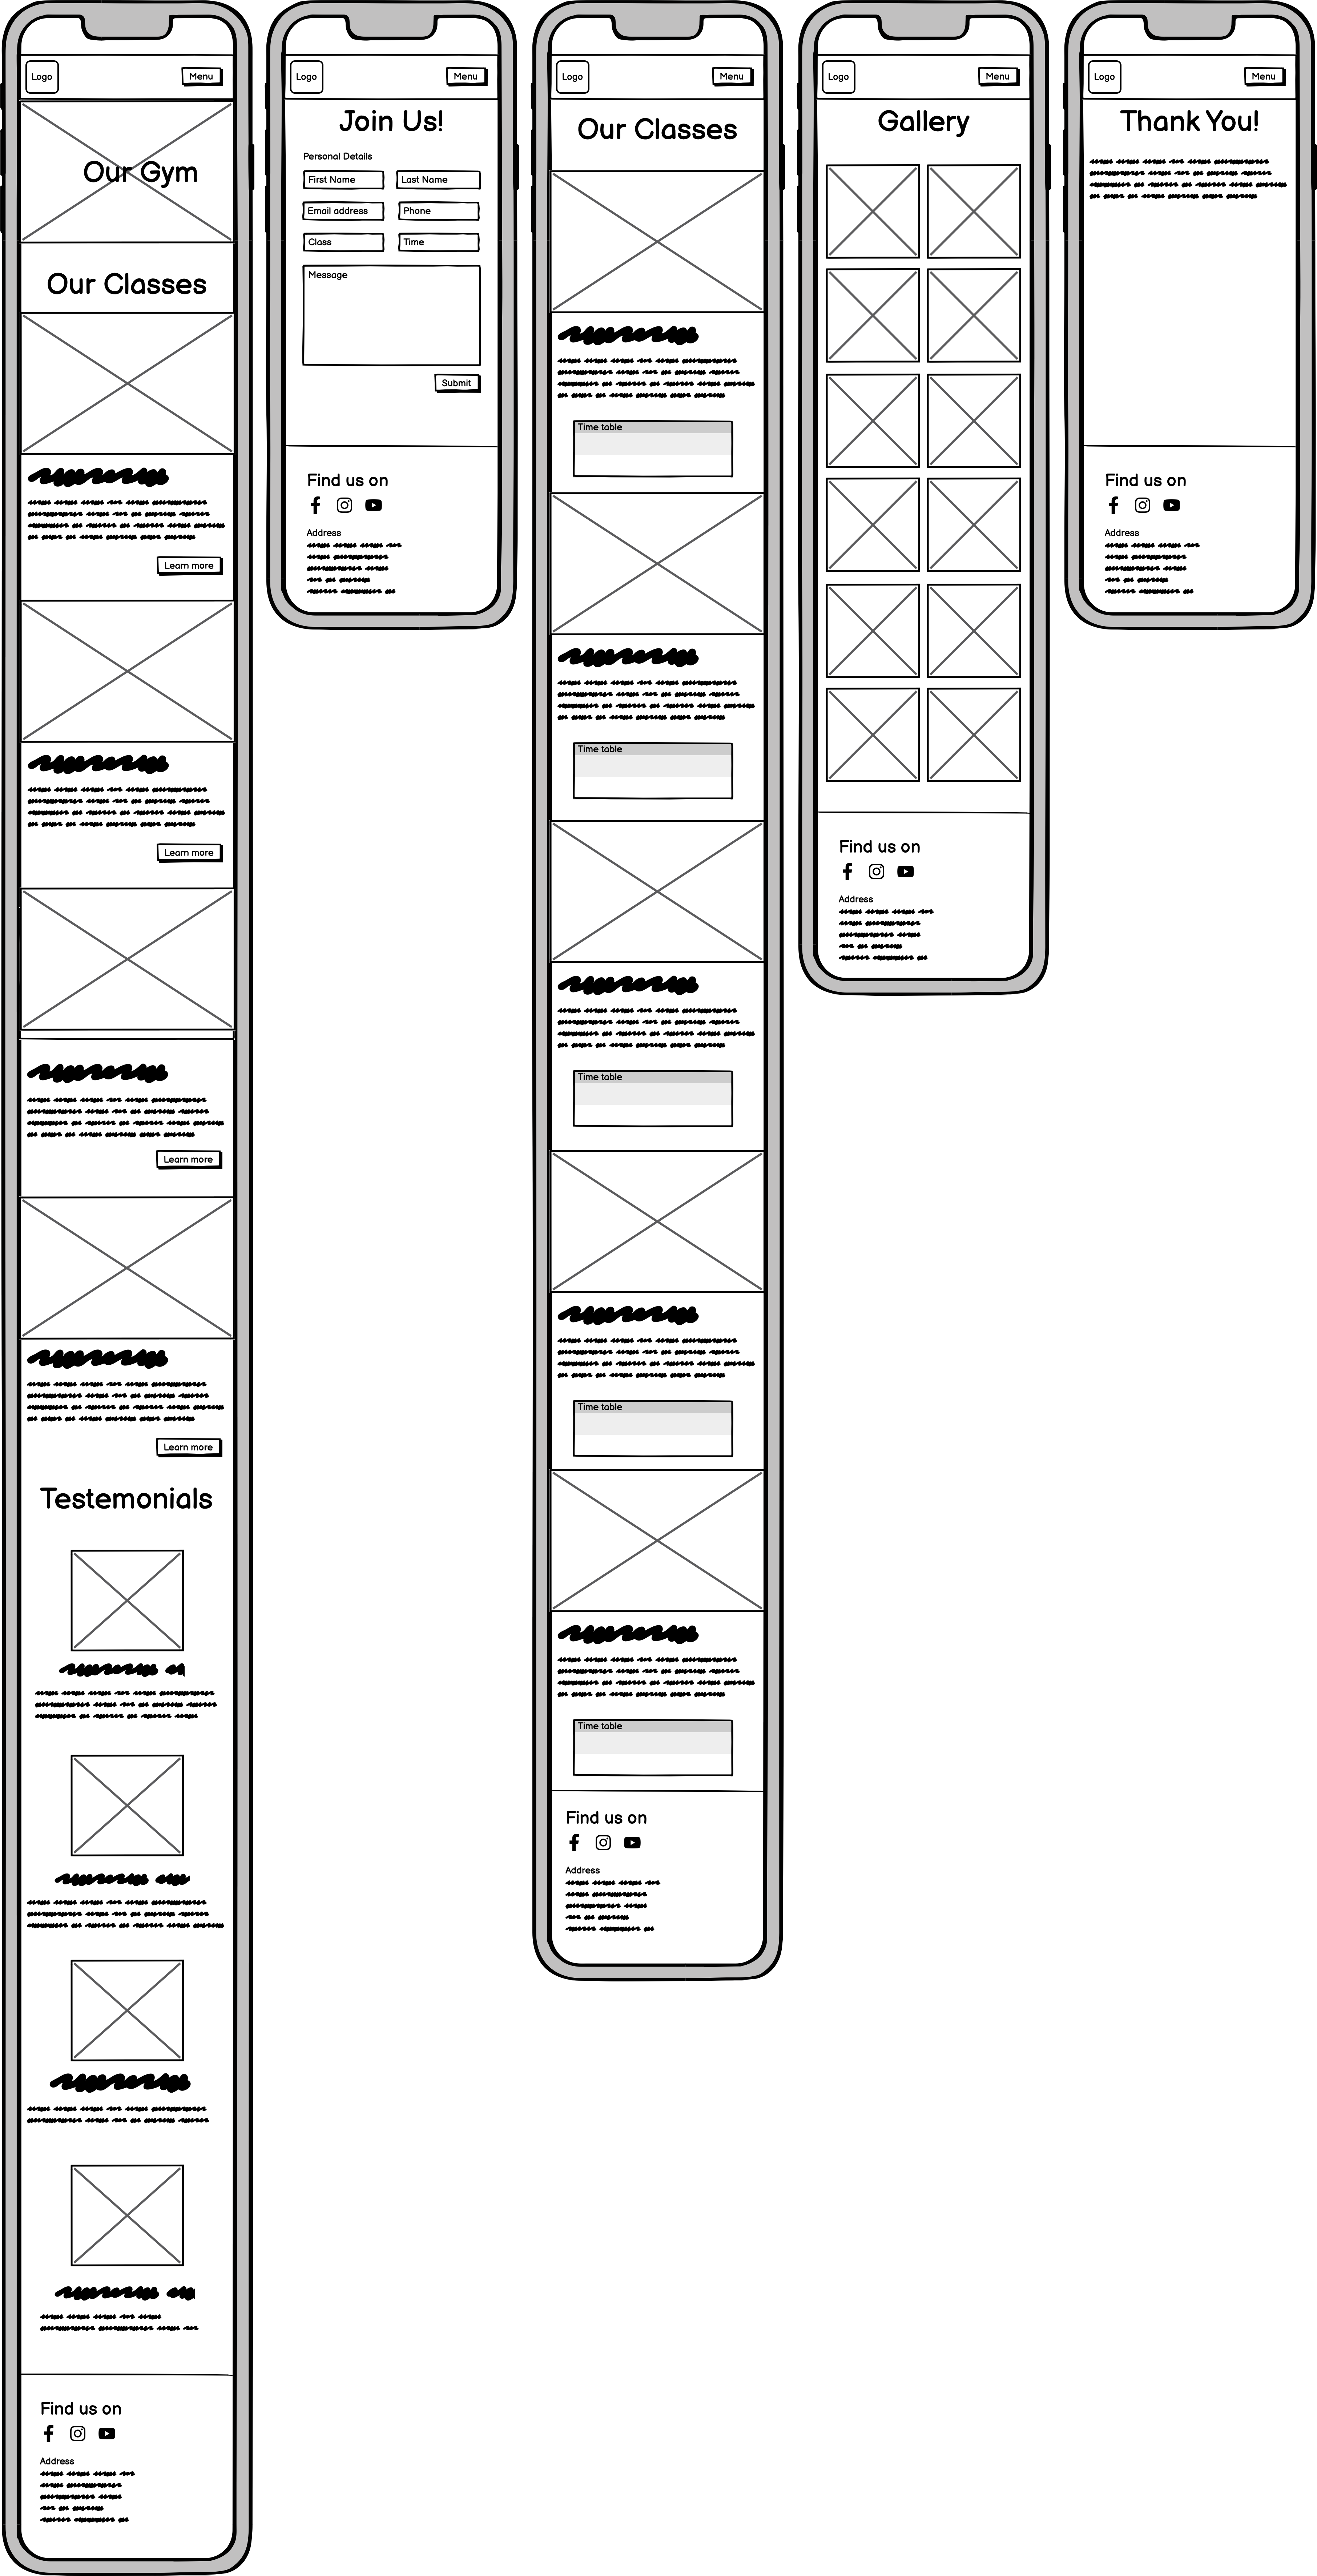 Logo
Menu
Our Gym
Our Classes
Learn more
Learn more
Learn more
Learn more
Testemonials
Find us on
Address
Logo
Menu
Join Us!
Personal Details
First Name
Last Name
Email address
Phone
Class
Time
Message
Submit
Find us on
Address
Logo
Menu
Our Classes
Time table
Time table
Time table
Time table
Time table
Find us on
Address
Logo
Menu
Gallery
Find us on
Address
Logo
Menu
Thank You!
Find us on
Address